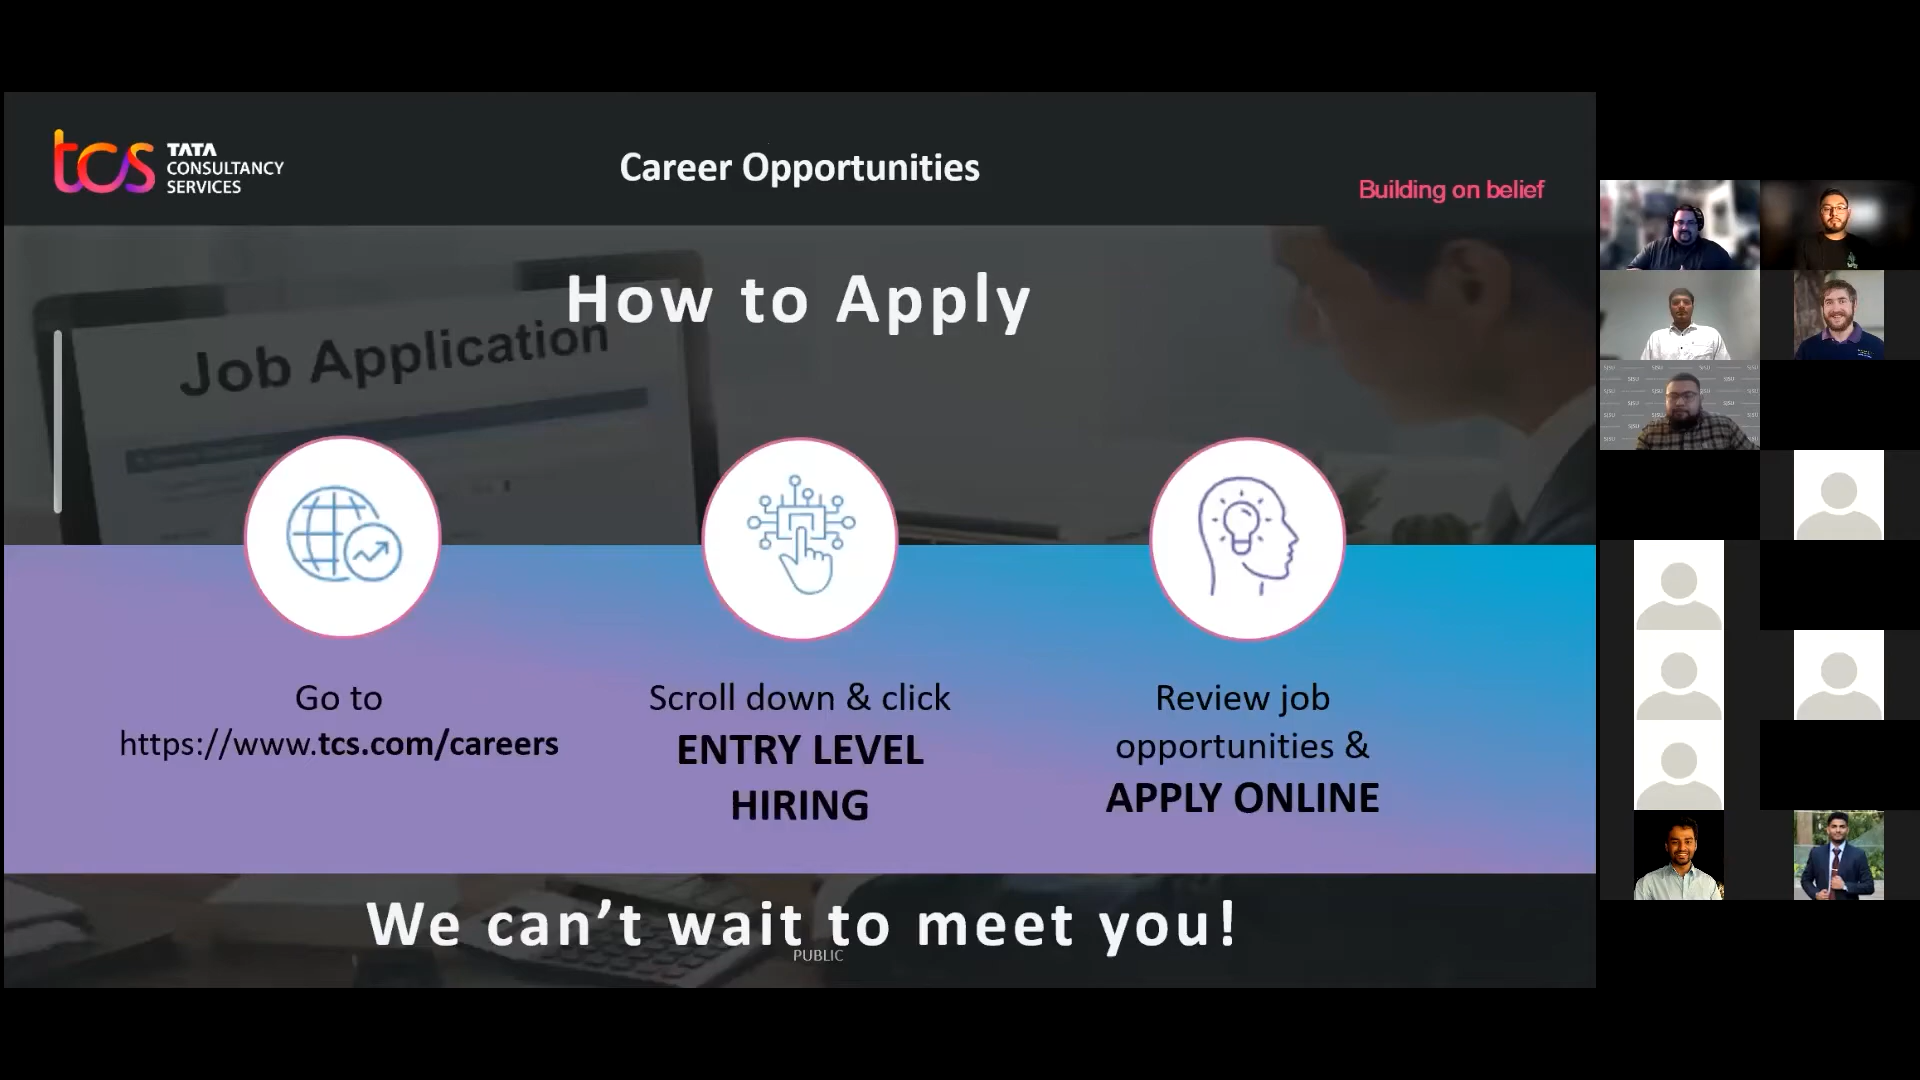 tcs
TATA
CONSULTANCY
SERVICES
Career Opportunities
Building on belief
How to Apply
Job Application
Go to
https://www.tcs.com/careers
Scroll down & click
ENTRY LEVEL
HIRING
Review job
opportunities &
APPLY ONLINE
We can’t wait to meet you!
PUBLIC
SJSU